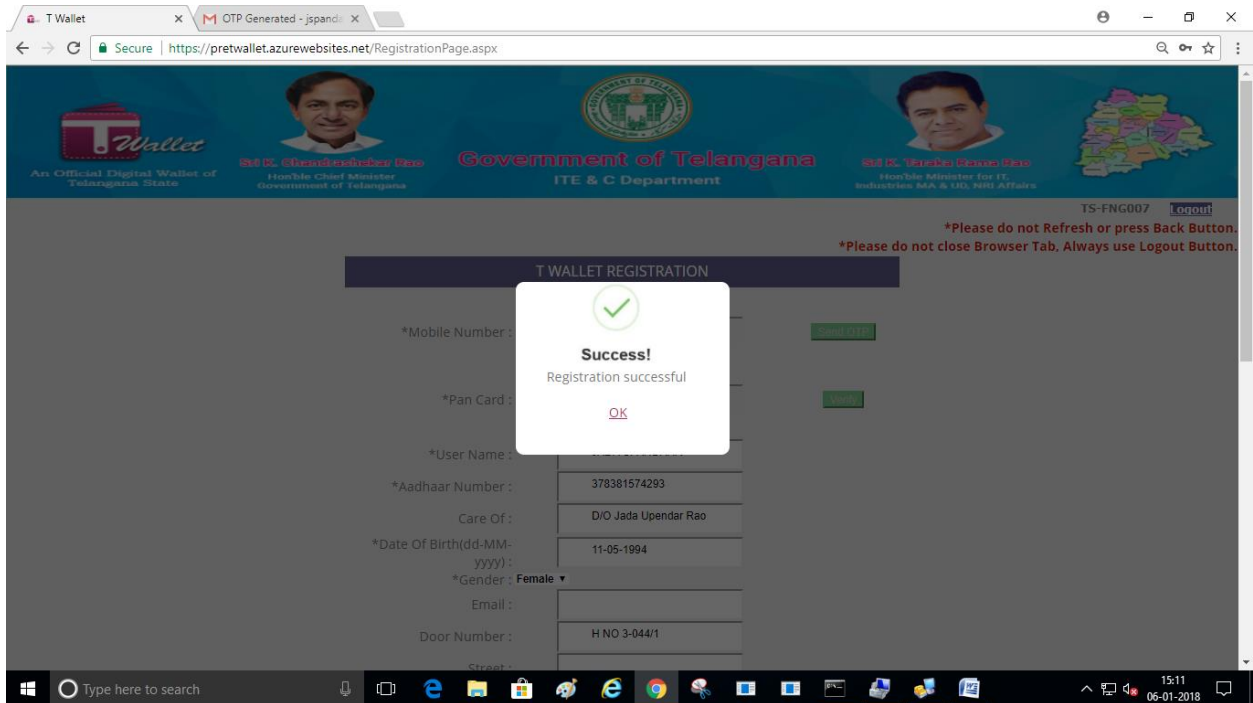 T Wallet
OTP Generated - jspanda
Secure | https://pretwallet.azurewebsites.net/RegistrationPage.aspx
T Wallet
An Official Digital Wallet of
Telangana State
Sri K. Chandrashekar Rao
Hon'ble Chief Minister
Government of Telangana
GOVERNMENT OF TELANGANA
Government of Telangana
ITE & C Department
Sri K. Taraka Rama Rao
Hon'ble Minister for IT,
Industries MA & UD, NRI Affairs
TS-FNG007 Logout
*Please do not Refresh or press Back Button.
*Please do not close Browser Tab, Always use Logout Button.
T WALLET REGISTRATION
*Mobile Number :
Send OTP
Success!
Registration successful
*Pan Card :
Verify
OK
*User Name :
*Aadhaar Number : 378381574293
Care Of : D/O Jada Upendar Rao
*Date Of Birth(dd-MM-
yyyy) : 11-05-1994
*Gender : Female
Email :
Door Number : H NO 3-044/1
Street :
Type here to search
15:11
06-01-2018